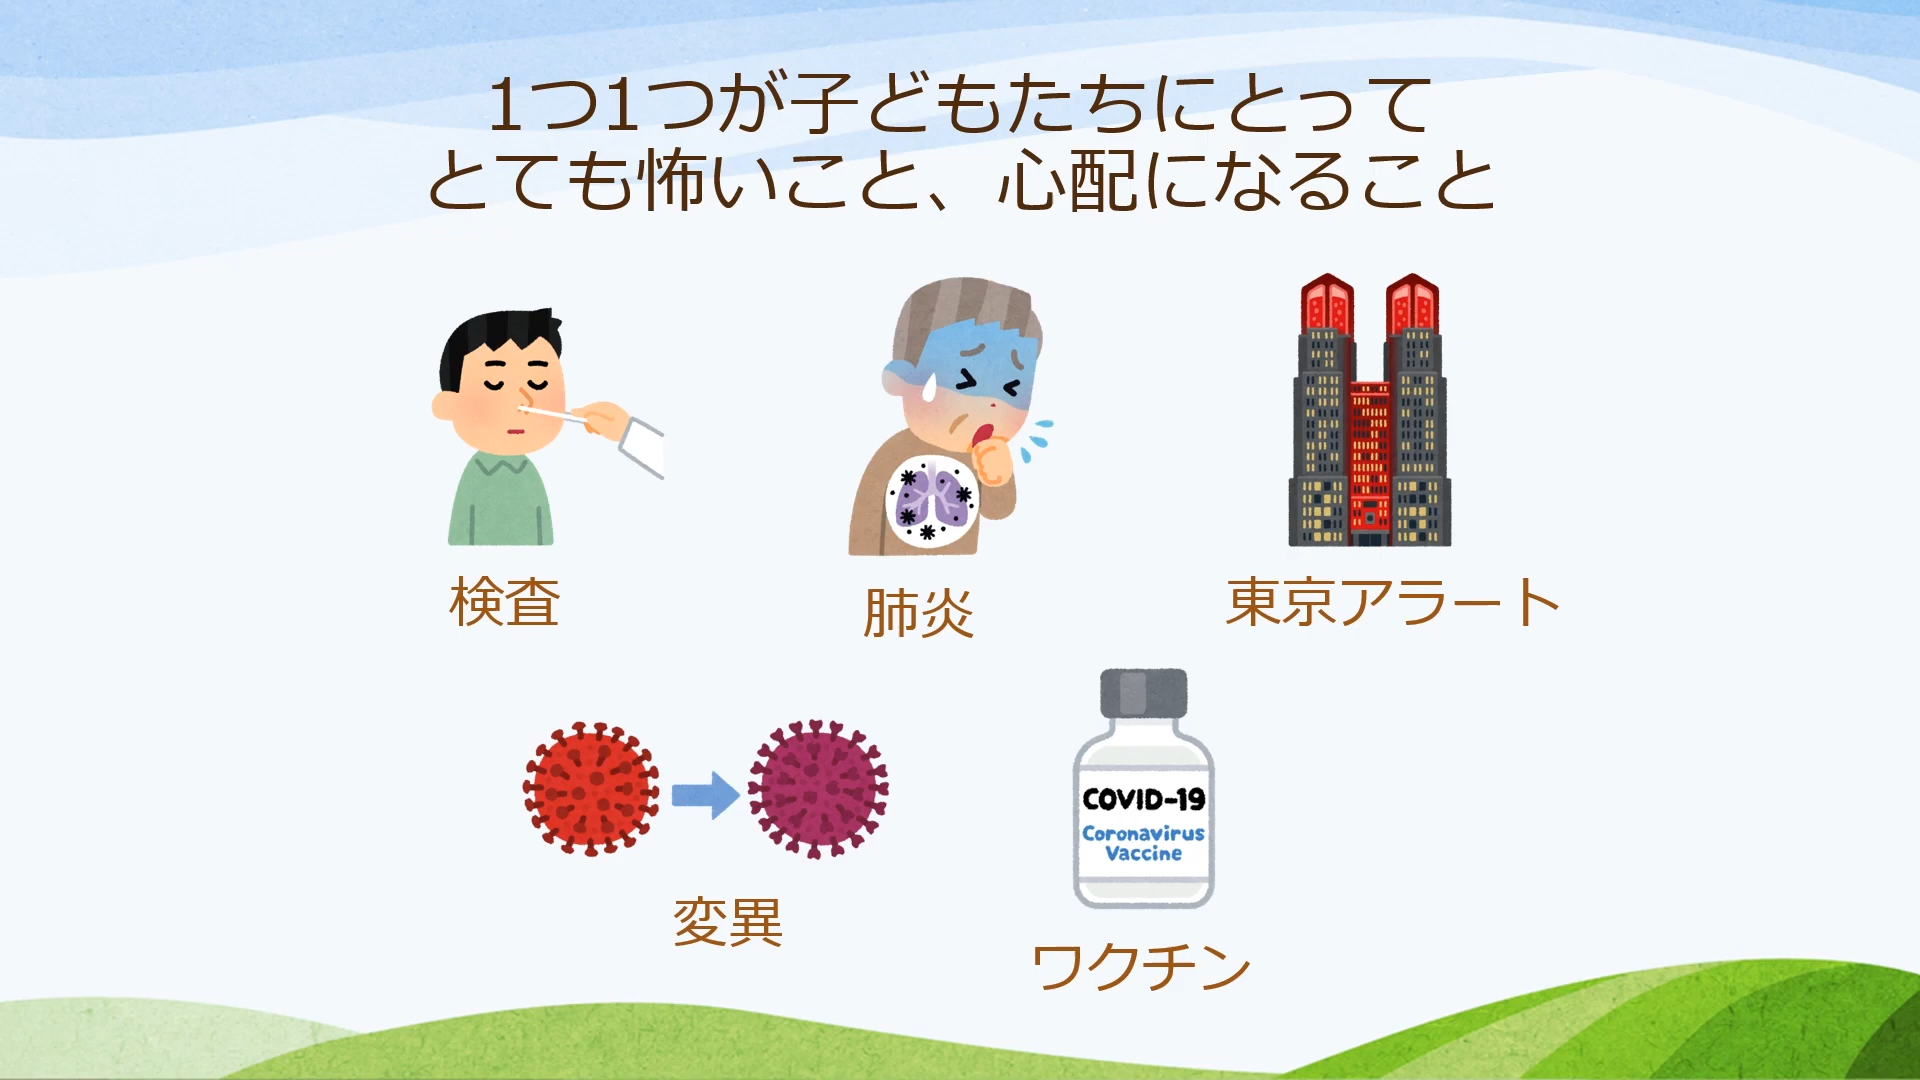 1つ1つが子どもたちにとって
とても怖いこと、心配になること
検査
肺炎
東京アラート
COVID-19
Coronavirus
Vaccine
変異
ワクチン